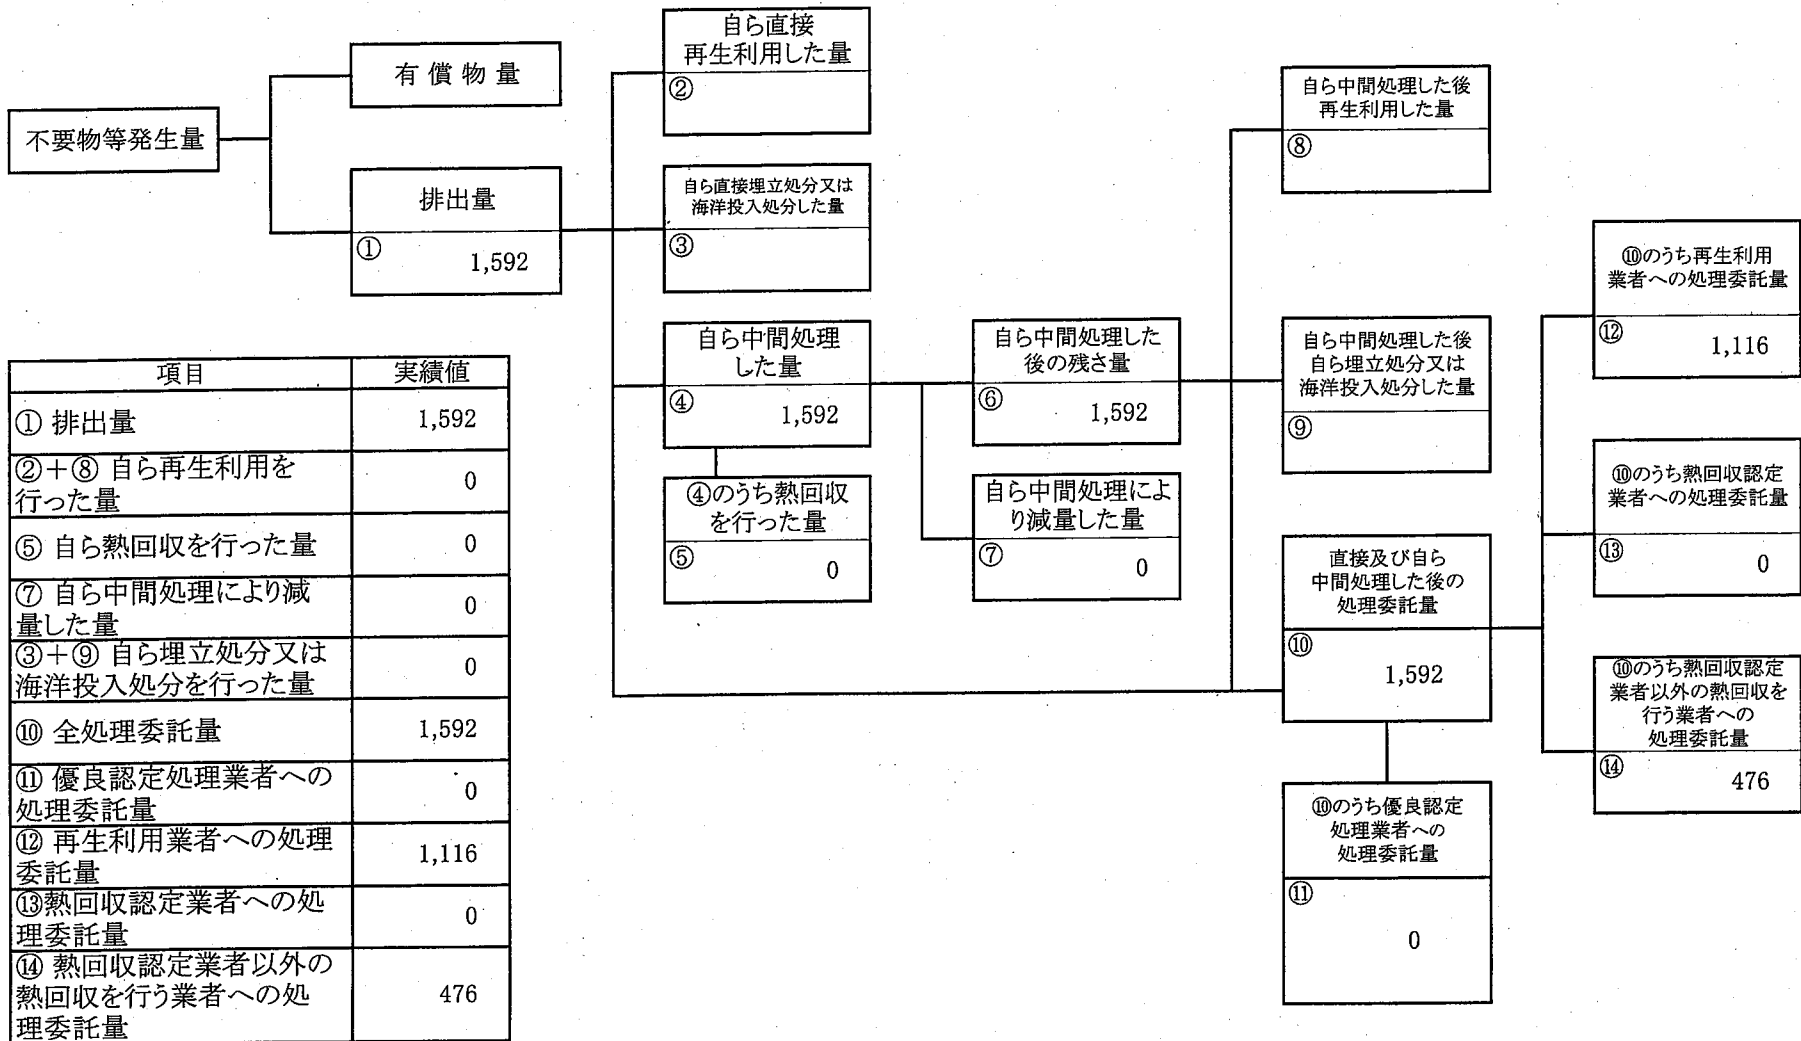 不要物等発生量
有償物量
排出量
①
1,592
自ら直接
再生利用した量
②
自ら直接埋立処分又は
海洋投入処分した量
③
自ら中間処理
した量
④
1,592
④のうち熱回収
を行った量
⑤
0
自ら中間処理した
後の残さ量
⑥
1,592
自ら中間処理によ
り減量した量
⑦
0
自ら中間処理した後
再生利用した量
⑧
自ら中間処理した後
自ら埋立処分又は
海洋投入処分した量
⑨
直接及び自ら
中間処理した後の
処理委託量
⑩
1,592
⑩のうち優良認定
処理業者への
処理委託量
⑪
0
⑩のうち再生利用
業者への処理委託量
⑫
1,116
⑩のうち熱回収認定
業者への処理委託量
⑬
0
⑩のうち熱回収認定
業者以外の熱回収を
行う業者への
処理委託量
⑭
476
項目 実績値
① 排出量 1,592
②+⑧ 自ら再生利用を
行った量 0
⑤ 自ら熱回収を行った量 0
⑦ 自ら中間処理により減
量した量 0
③+⑨ 自ら埋立処分又は
海洋投入処分を行った量 0
⑩ 全処理委託量 1,592
⑪ 優良認定処理業者への
処理委託量 0
⑫ 再生利用業者への処理
委託量 1,116
⑬熱回収認定業者への処
理委託量 0
⑭ 熱回収認定業者以外の
熱回収を行う業者への処
理委託量 476